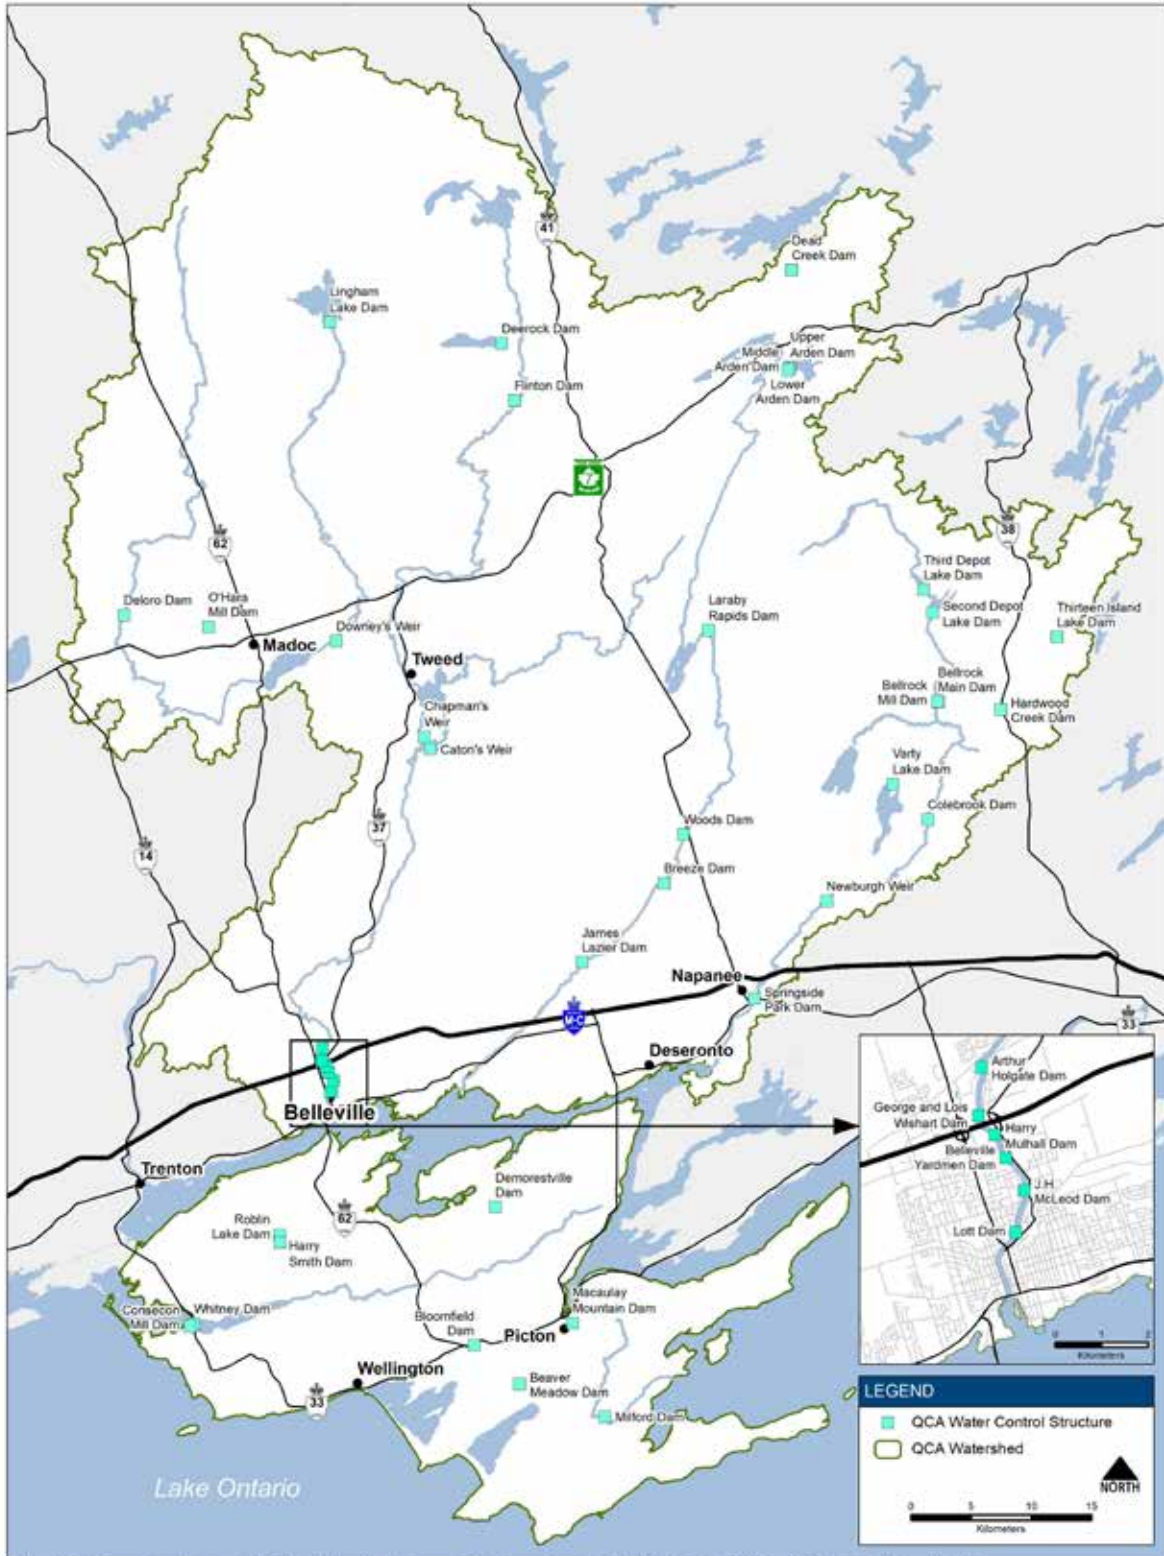 41
Dead
Creek Dam
Lingham
Lake Dam
Deerock Dam
Upper
Arden Dam
Middle
Arden Dam
Lower
Arden Dam
Flinton Dam
7
62
38
Third Depot
Lake Dam
Deloro Dam
O'Hara
Mill Dam
Laraby
Rapids Dam
Second Depot
Lake Dam
Thirteen Island
Lake Dam
Downey's Weir
Madoc
Tweed
Bellrock
Main Dam
Bellrock
Mill Dam
Hardwood
Creek Dam
Chapman's
Weir
Caton's Weir
Varty
Lake Dam
Colebrook Dam
37
Woods Dam
14
Breeze Dam
Newburgh Weir
James
Lazier Dam
Napanee
Springside
Park Dam
M-C
33
Deseronto
Belleville
Arthur
Holgate Dam
George and Lois
Wishart Dam
Harry
Mulhall Dam
Belleville
Yardmen Dam
J.H.
McLeod Dam
Lott Dam
0 1 2
Kilometers
Trenton
Demorestville
Dam
62
Roblin
Lake Dam
Harry
Smith Dam
Consecon
Mill Dam
Whitney Dam
Macaulay
Mountain Dam
Bloomfield
Dam
Picton
Wellington
33
Beaver
Meadow Dam
Milford Dam
Lake Ontario
LEGEND
QCA Water Control Structure
QCA Watershed
NORTH
0 5 10 15
Kilometers